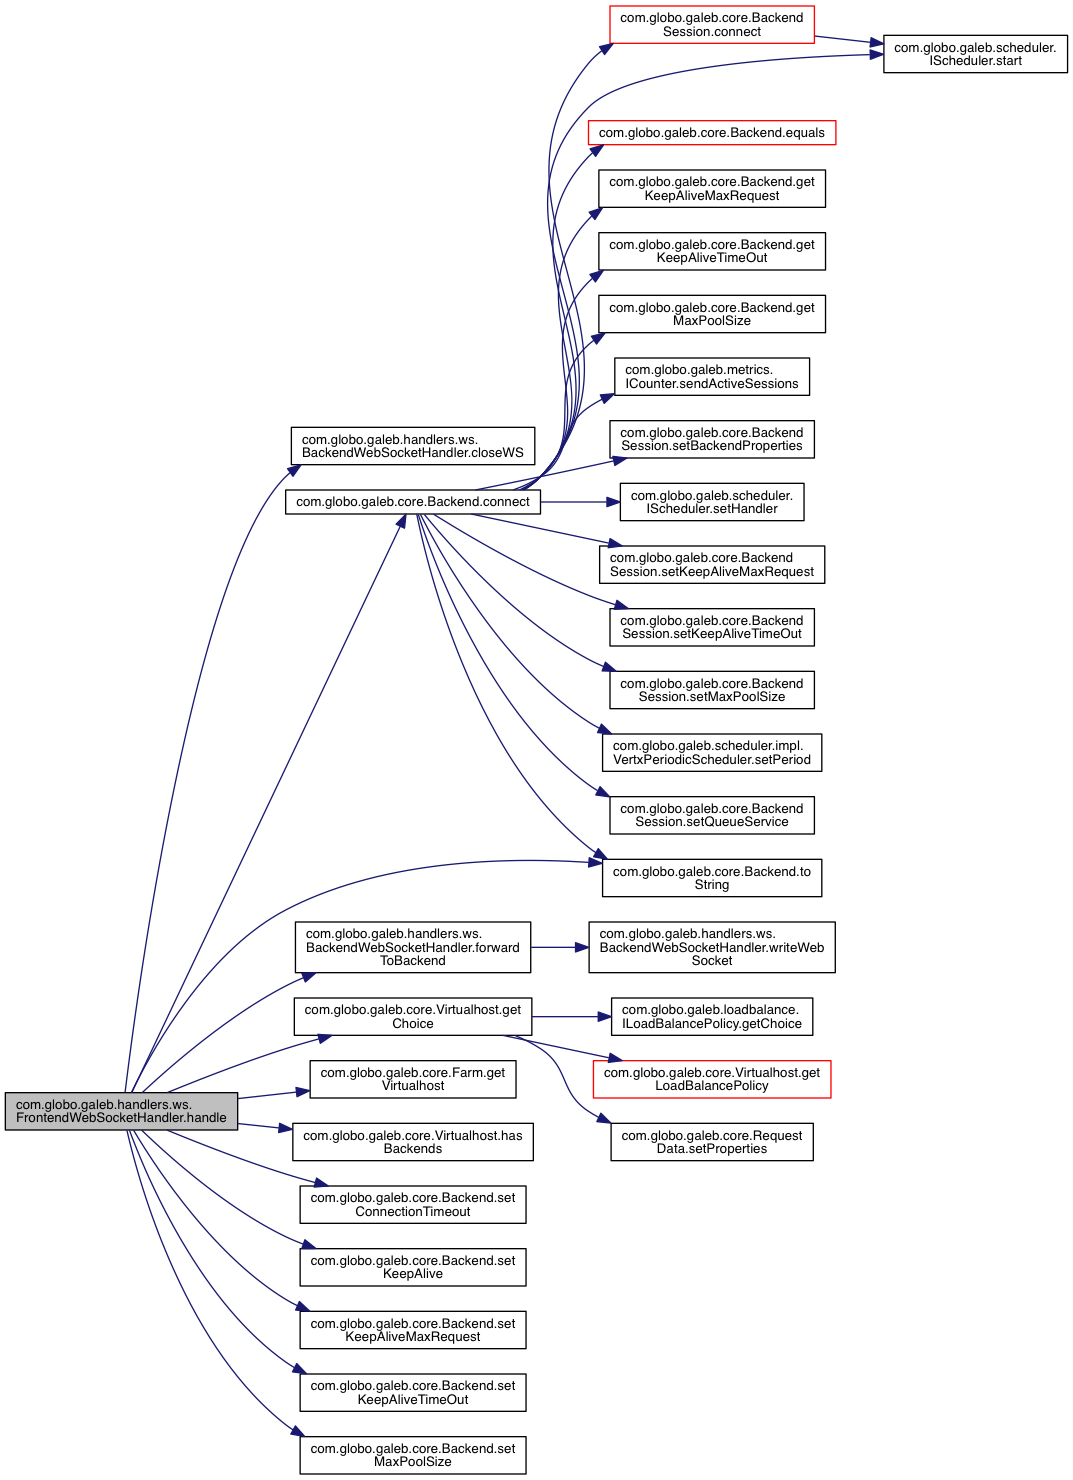 com.globo.galeb.core.Backend
Session.connect
com.globo.galeb.scheduler.
IScheduler.start
com.globo.galeb.core.Backend.equals
com.globo.galeb.core.Backend.get
KeepAliveMaxRequest
com.globo.galeb.core.Backend.get
KeepAliveTimeOut
com.globo.galeb.core.Backend.get
MaxPoolSize
com.globo.galeb.metrics.
ICounter.sendActiveSessions
com.globo.galeb.handlers.ws.
BackendWebSocketHandler.closeWS
com.globo.galeb.core.Backend
Session.setBackendProperties
com.globo.galeb.core.Backend.connect
com.globo.galeb.scheduler.
IScheduler.setHandler
com.globo.galeb.core.Backend
Session.setKeepAliveMaxRequest
com.globo.galeb.core.Backend
Session.setKeepAliveTimeOut
com.globo.galeb.core.Backend
Session.setMaxPoolSize
com.globo.galeb.scheduler.impl.
VertxPeriodicScheduler.setPeriod
com.globo.galeb.core.Backend
Session.setQueueService
com.globo.galeb.core.Backend.to
String
com.globo.galeb.handlers.ws.
BackendWebSocketHandler.forward
ToBackend
com.globo.galeb.handlers.ws.
BackendWebSocketHandler.writeWeb
Socket
com.globo.galeb.core.Virtualhost.get
Choice
com.globo.galeb.loadbalance.
ILoadBalancePolicy.getChoice
com.globo.galeb.core.Farm.get
Virtualhost
com.globo.galeb.core.Virtualhost.get
LoadBalancePolicy
com.globo.galeb.handlers.ws.
FrontendWebSocketHandler.handle
com.globo.galeb.core.Virtualhost.has
Backends
com.globo.galeb.core.Request
Data.setProperties
com.globo.galeb.core.Backend.set
ConnectionTimeout
com.globo.galeb.core.Backend.set
KeepAlive
com.globo.galeb.core.Backend.set
KeepAliveMaxRequest
com.globo.galeb.core.Backend.set
KeepAliveTimeOut
com.globo.galeb.core.Backend.set
MaxPoolSize